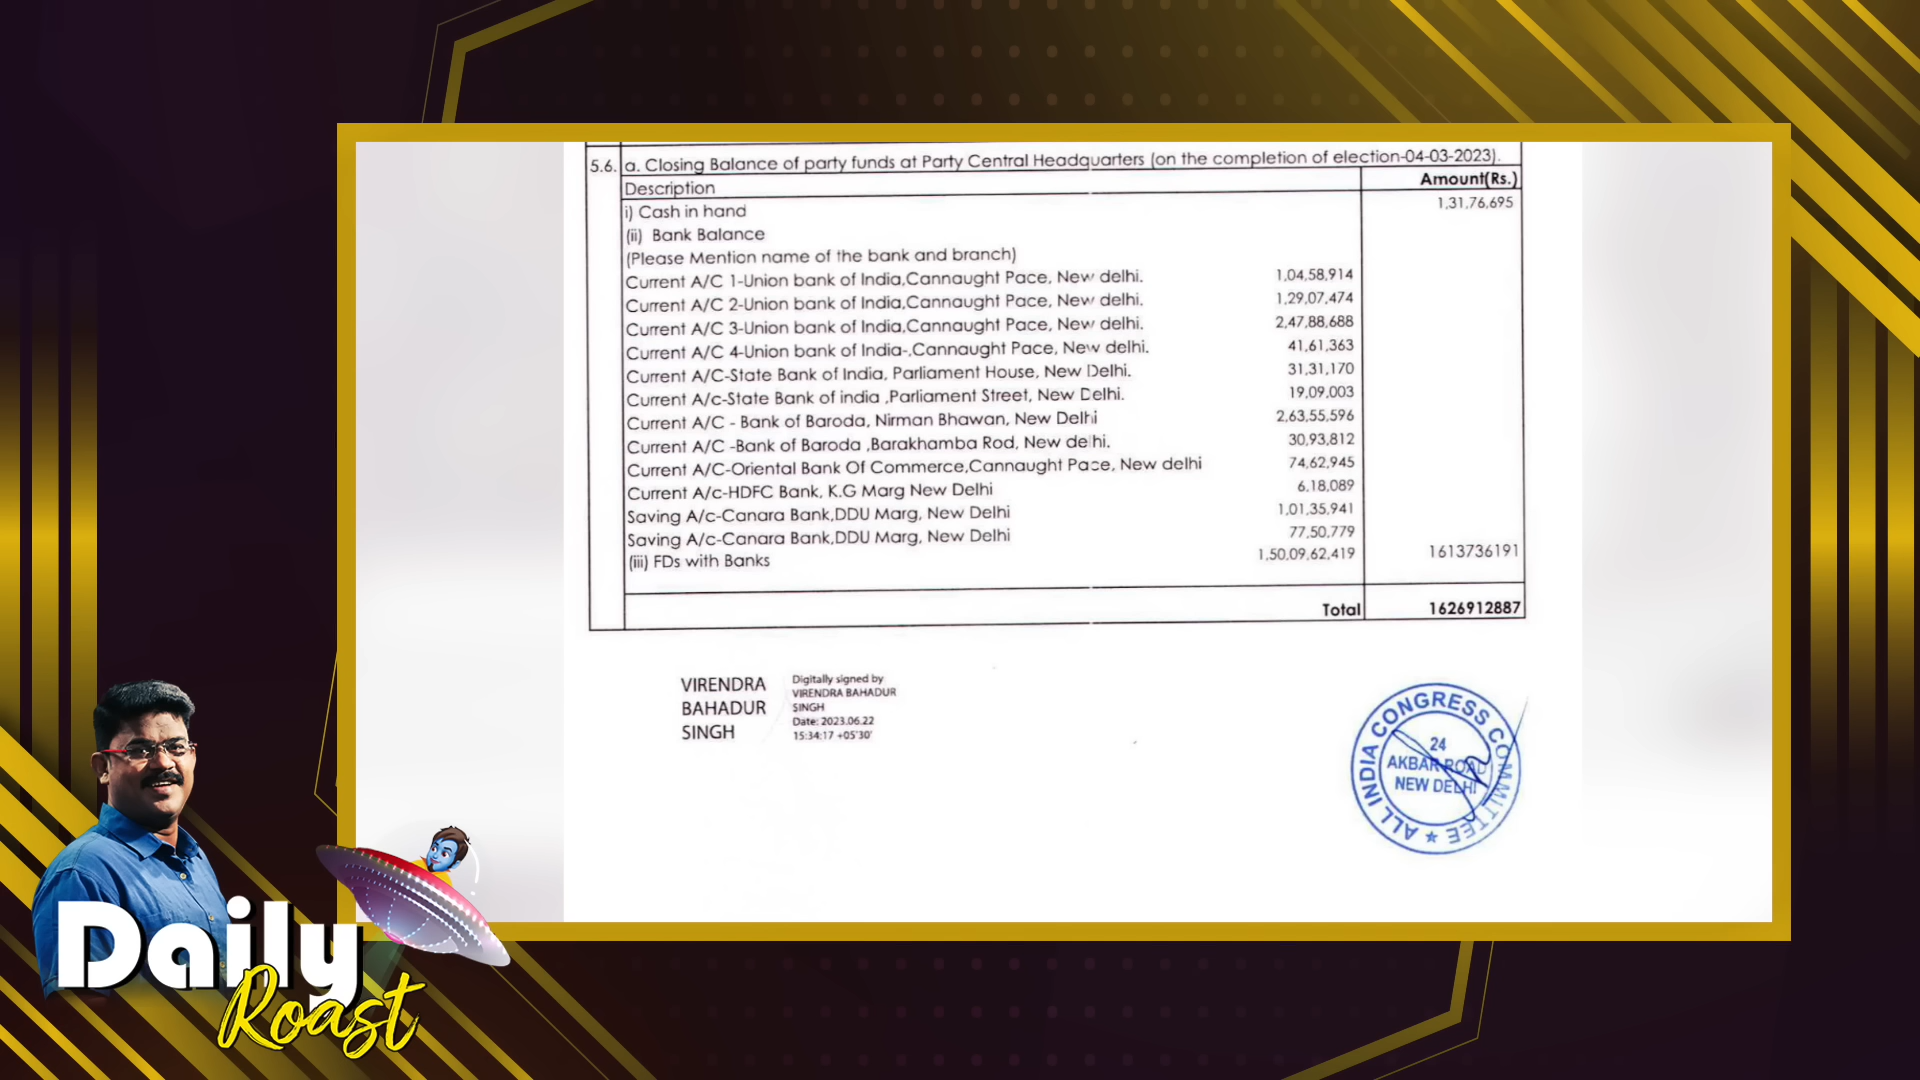 5.6. a. Closing Balance of party funds at Party Central Headquarters (on the completion of election-04-03-2023).
Description Amount(Rs.)
i) Cash in hand 1,31,76,695
(ii) Bank Balance
(Please Mention name of the bank and branch)
Current A/C 1-Union bank of India,Cannaught Pace, New delhi. 1,04,58,914
Current A/C 2-Union bank of India,Cannaught Pace, New delhi. 1,29,07,474
Current A/C 3-Union bank of India,Cannaught Pace, New delhi. 2,47,88,688
Current A/C 4-Union bank of India-,Cannaught Pace, New delhi. 41,61,363
Current A/C-State Bank of India, Parliament House, New Delhi. 31,31,170
Current A/c-State Bank of india ,Parliament Street, New Delhi. 19,09,003
Current A/C - Bank of Baroda, Nirman Bhawan, New Delhi 2,63,55,596
Current A/C -Bank of Baroda ,Barakhamba Rod, New delhi. 30,93,812
Current A/C-Oriental Bank Of Commerce,Cannaught Pace, New delhi 74,62,945
Current A/c-HDFC Bank, K.G Marg New Delhi 6,18,089
Saving A/c-Canara Bank,DDU Marg, New Delhi 1,01,35,941
Saving A/c-Canara Bank,DDU Marg, New Delhi 77,50,779
(iii) FDs with Banks 1,50,09,62,419 1613736191
Total 1626912887
VIRENDRA
BAHADUR
SINGH
Digitally signed by
VIRENDRA BAHADUR
SINGH
Date: 2023.06.22
15:34:17 +05'30'
ALL INDIA CONGRESS COMMITTEE
24
AKBAR ROAD
NEW DELHI
Daily
Roast